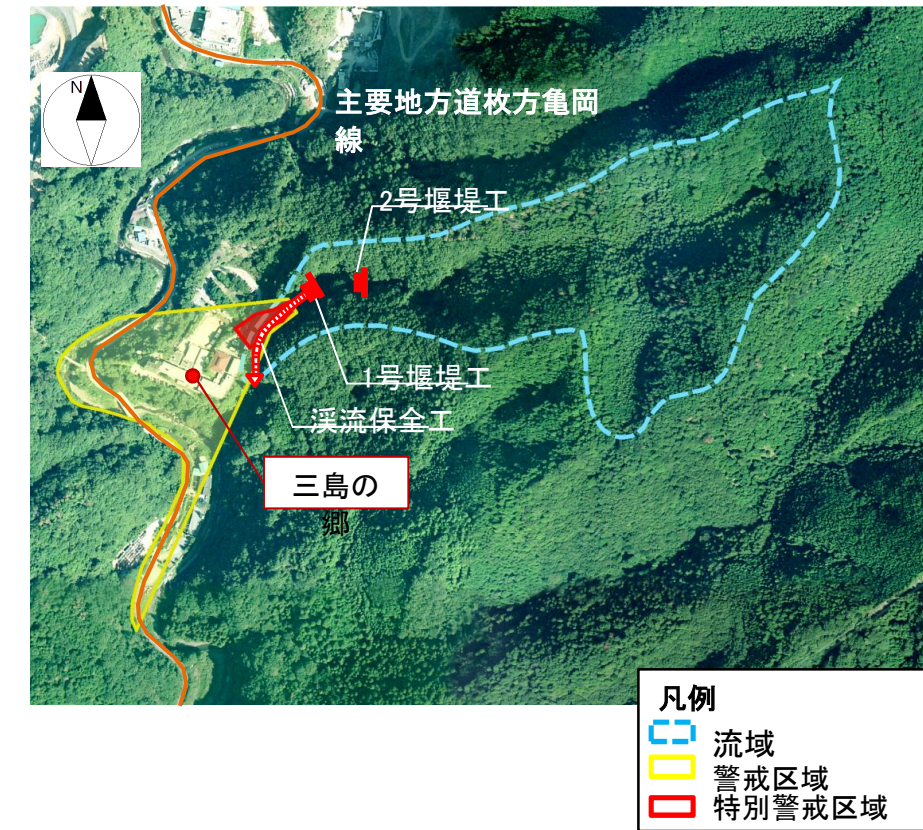 N
主要地方道枚方亀岡
線
2号堰堤工
1号堰堤工
渓流保全工
三島の
郷
凡例
流域
警戒区域
特別警戒区域